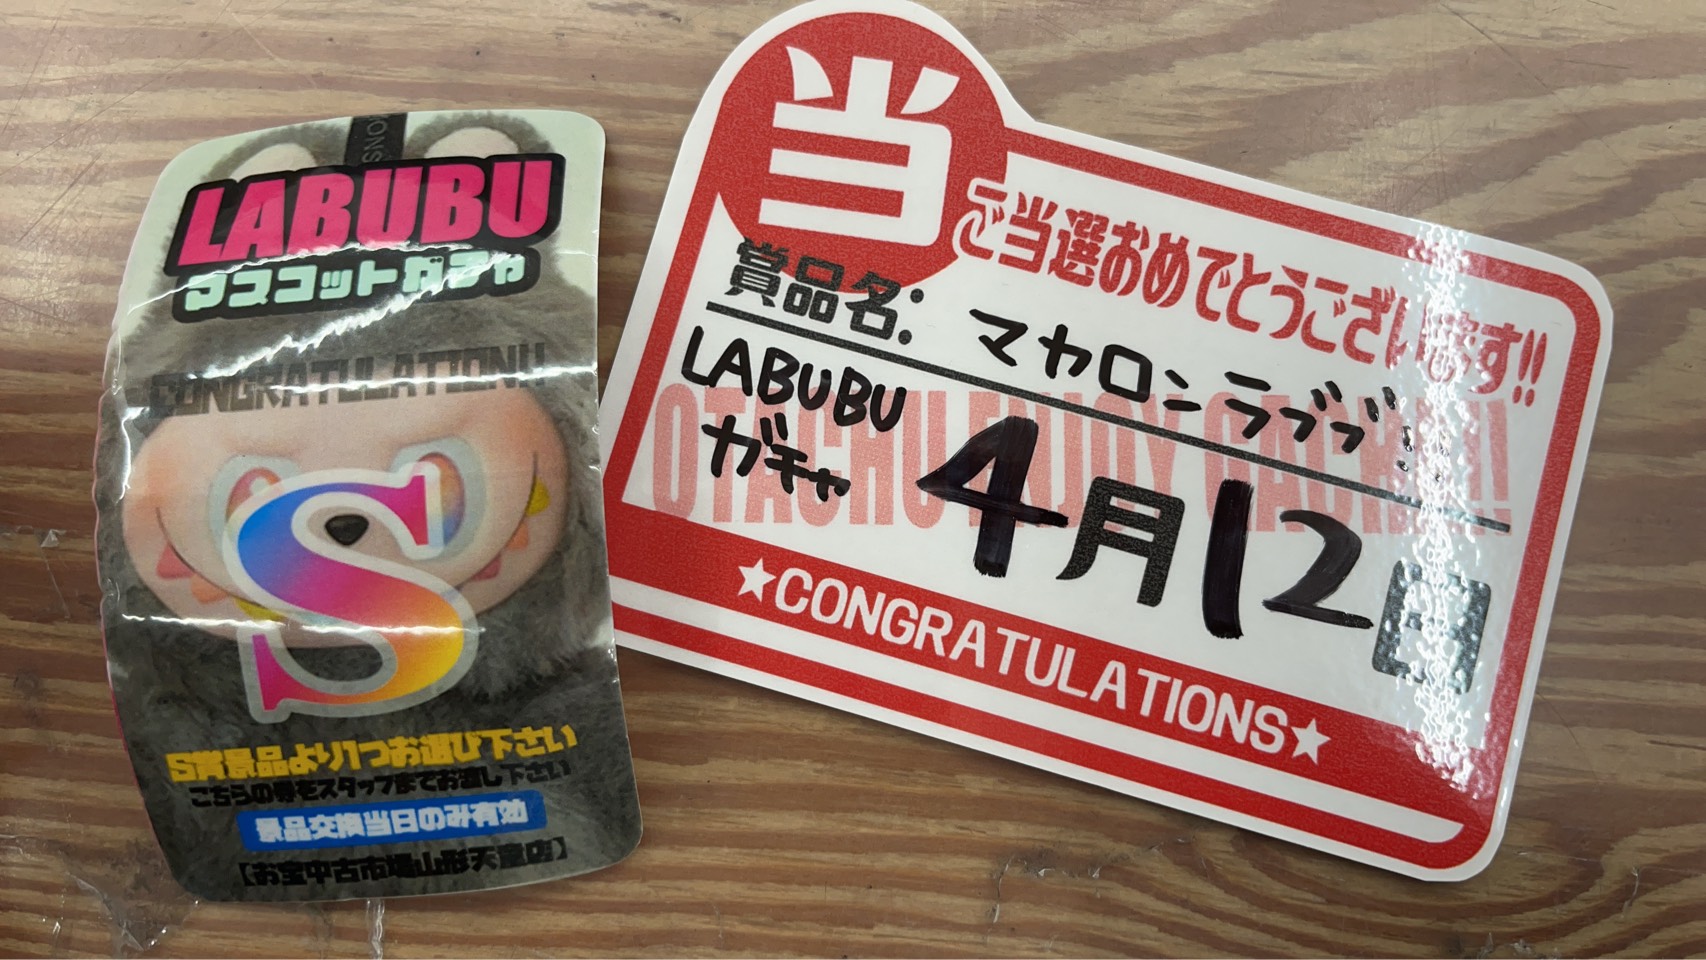 LABUBU
マスコットガチャ
CONGRATULATION!!
S
S賞景品より1つお選び下さい
こちらの券をスタッフまでお渡し下さい
景品交換当日のみ有効
【お宝中古市場山形天童店】
当
ご当選おめでとうございます!!
賞品名: マカロンラブブ
LABUBU
ガチャ
4月12日
OTACHU ENJOY GACHA!!
★CONGRATULATIONS★